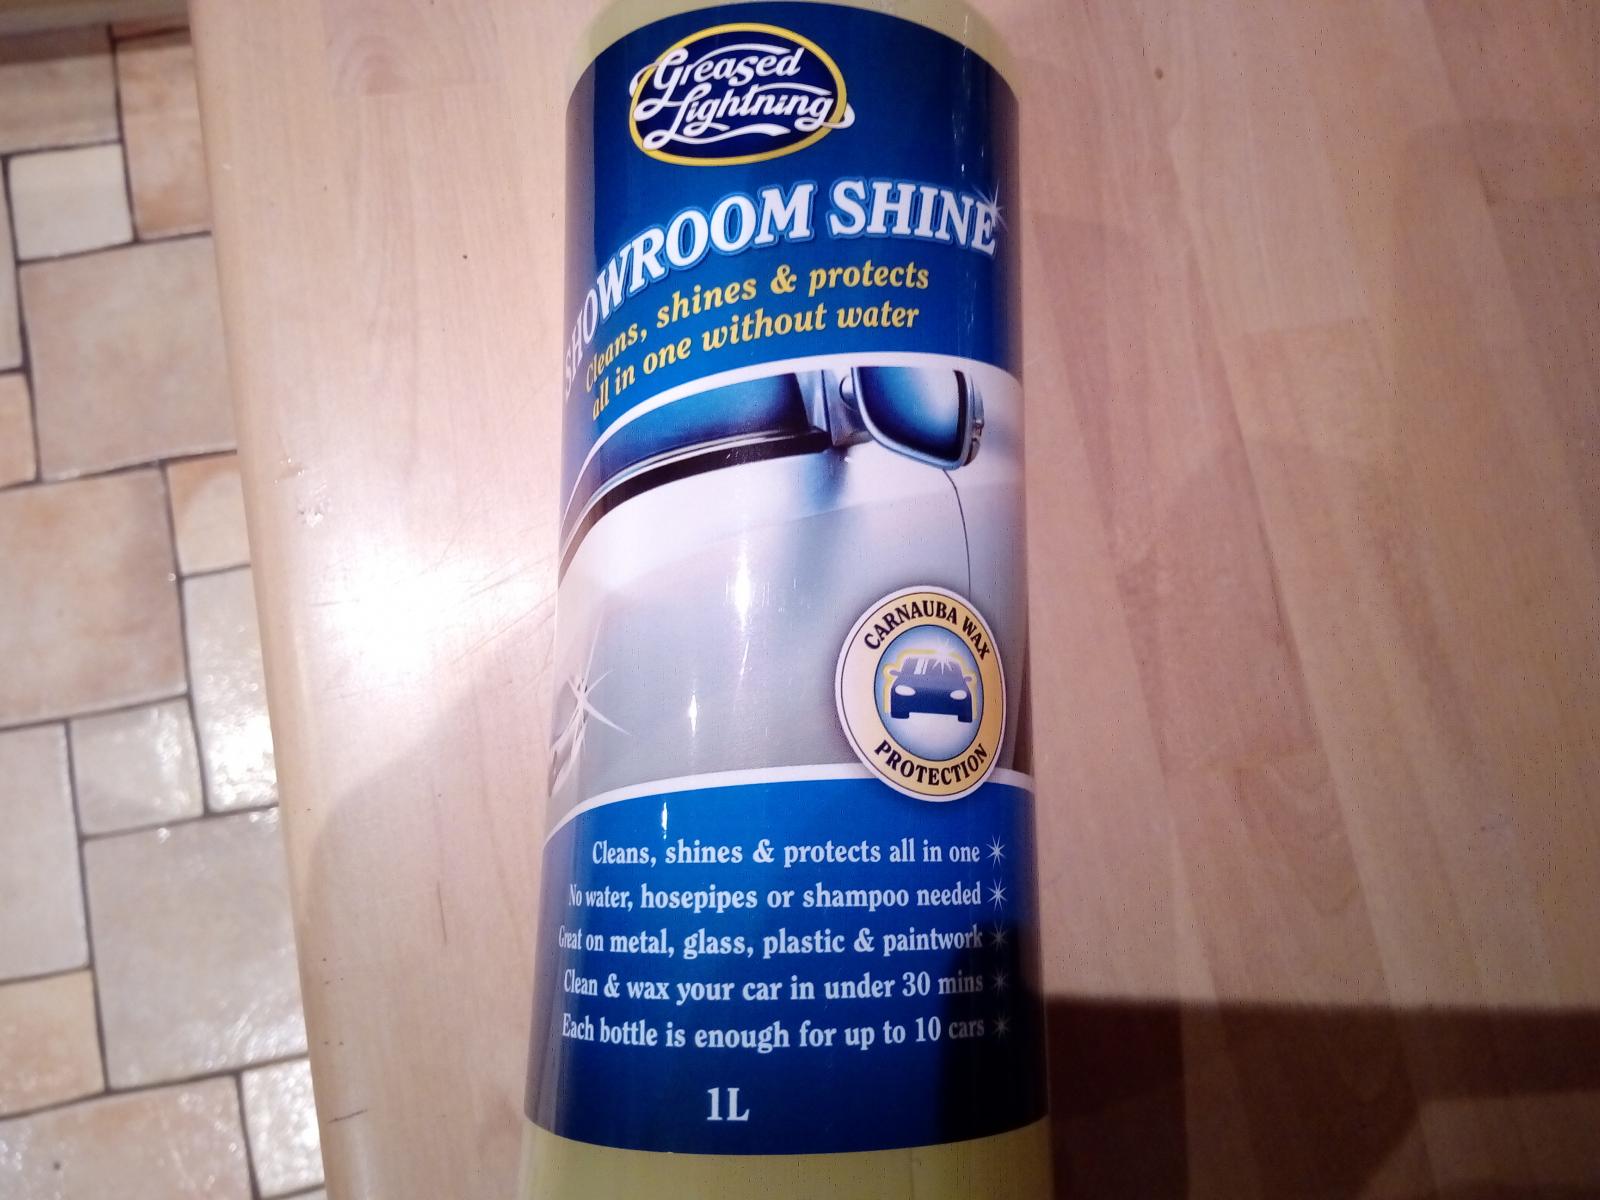 Greased
Lightning
SHOWROOM SHINE
Cleans, shines & protects
all in one without water
CARNAUBA WAX
PROTECTION
Cleans, shines & protects all in one
No water, hosepipes or shampoo needed
Great on metal, glass, plastic & paintwork
Clean & wax your car in under 30 mins
Each bottle is enough for up to 10 cars
1L